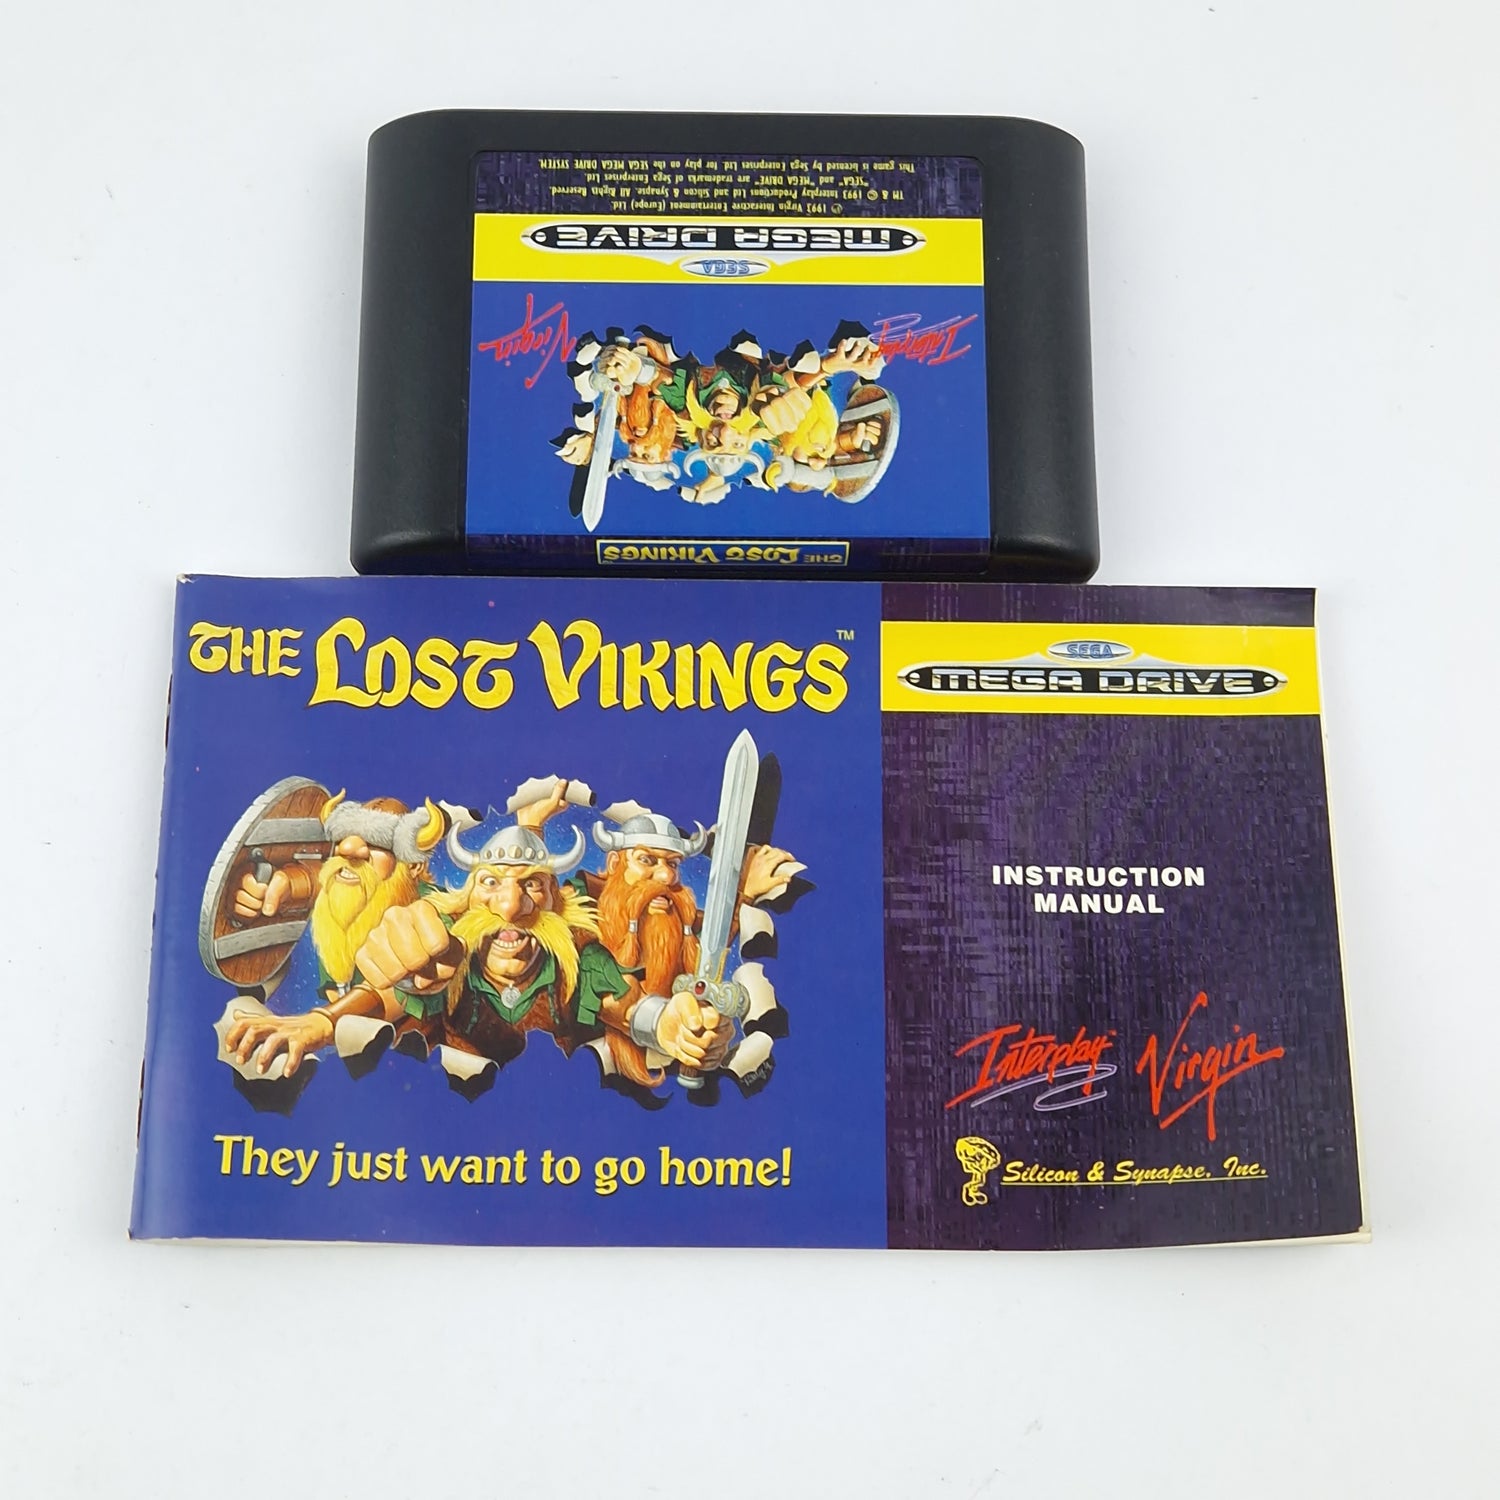 This game is licensed by Sega Enterprises Ltd. for play on the SEGA MEGA DRIVE SYSTEM.
"SEGA" and "MEGA DRIVE" are trademarks of Sega Enterprises Ltd.
TM & © 1993 Interplay Productions Ltd and Silicon & Synapse. All Rights Reserved.
℗ 1993 Virgin Interactive Entertainment (Europe) Ltd.
MEGA DRIVE
SEGA
Virgin
Interplay
THE LOST VIKINGS
THE LOST VIKINGS™
SEGA
MEGA DRIVE
INSTRUCTION
MANUAL
Interplay™
Virgin
They just want to go home!
Silicon & Synapse, Inc.